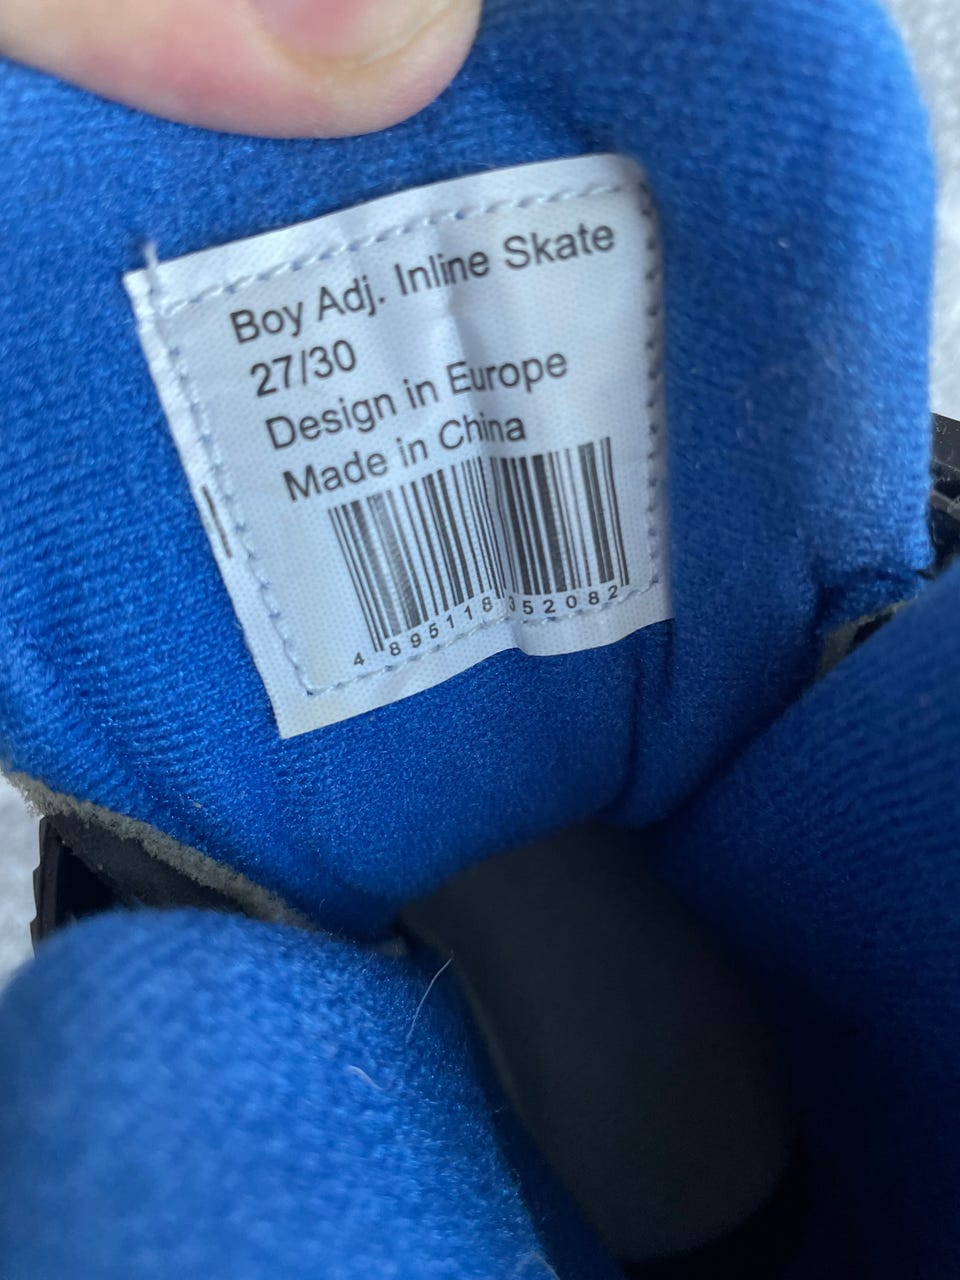 Boy Adj. Inline Skate
27/30
Design in Europe
Made in China
4 895118 352082